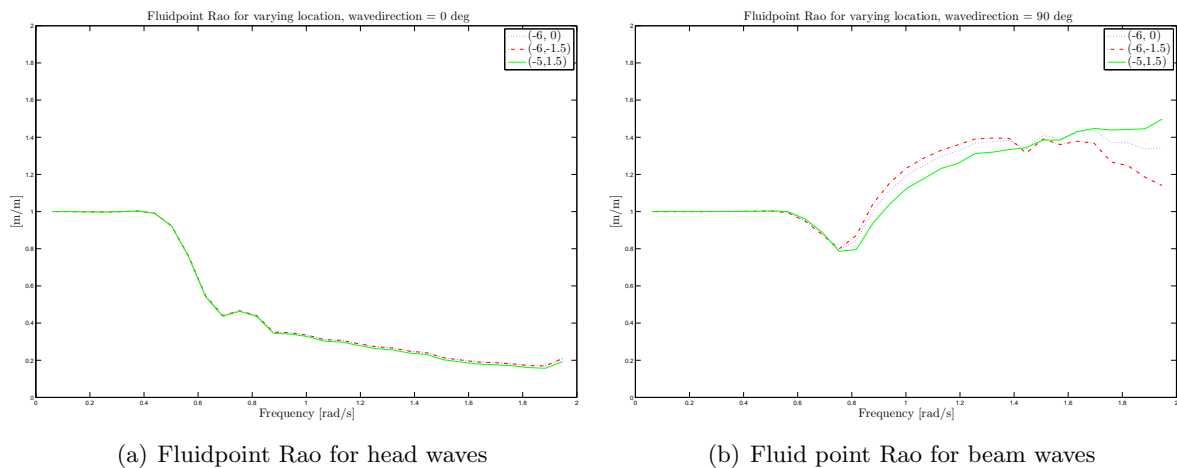 Fluidpoint Rao for varying location, wavedirection = 0 deg
2
1.8
1.6
1.4
1.2
1
0.8
0.6
0.4
0.2
0
[m/m]
(-6, 0)
(-6,-1.5)
(-5,1.5)
0 0.2 0.4 0.6 0.8 1 1.2 1.4 1.6 1.8 2
Frequency [rad/s]
(a) Fluidpoint Rao for head waves
Fluidpoint Rao for varying location, wavedirection = 90 deg
2
1.8
1.6
1.4
1.2
1
0.8
0.6
0.4
0.2
0
[m/m]
(-6, 0)
(-6,-1.5)
(-5,1.5)
0 0.2 0.4 0.6 0.8 1 1.2 1.4 1.6 1.8 2
Frequency [rad/s]
(b) Fluid point Rao for beam waves